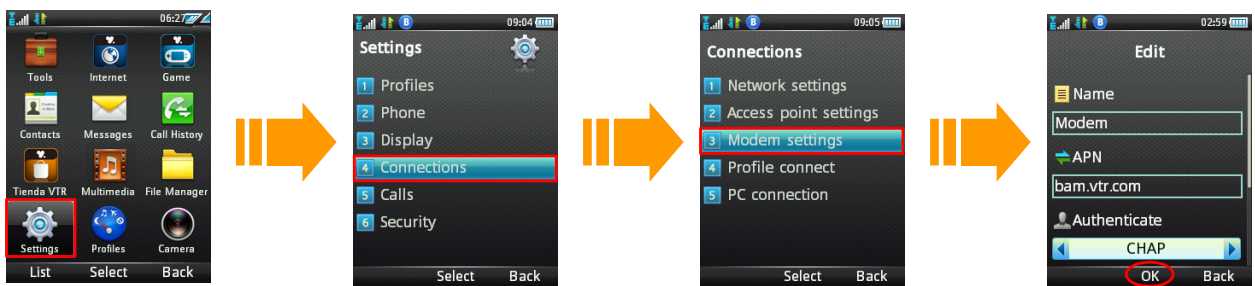 06:27
Tools Internet Game
Contacts Messages Call History
Tienda VTR Multimedia File Manager
Settings Profiles Camera
List Select Back
B 09:04
Settings
1 Profiles
2 Phone
3 Display
4 Connections
5 Calls
6 Security
Select Back
B 09:05
Connections
1 Network settings
2 Access point settings
3 Modem settings
4 Profile connect
5 PC connection
Select Back
B 02:59
Edit
Name
Modem
APN
bam.vtr.com
Authenticate
CHAP
OK Back